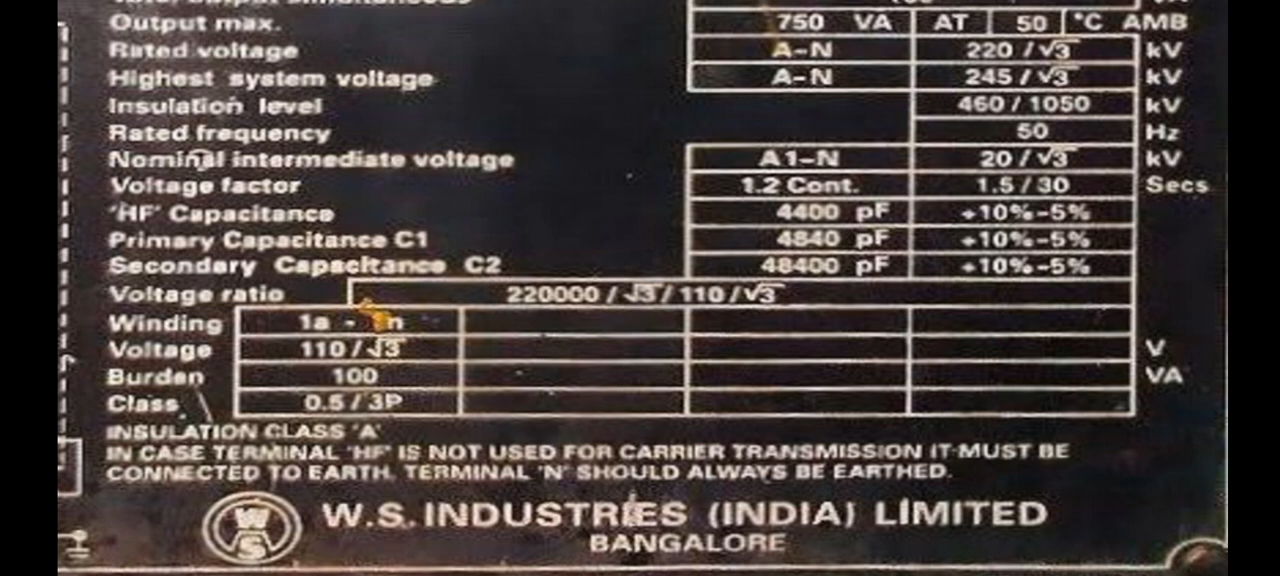 Output max. 750 VA AT 50 °C AMB
Rated voltage A-N 220 / √3 kV
Highest system voltage A-N 245 / √3 kV
Insulation level 460 / 1050 kV
Rated frequency 50 Hz
Nominal intermediate voltage A1-N 20 / √3 kV
Voltage factor 1.2 Cont. 1.5 / 30 Secs
'HF' Capacitance 4400 pF +10%-5%
Primary Capacitance C1 4840 pF +10%-5%
Secondary Capacitance C2 48400 pF +10%-5%
Voltage ratio 220000 / √3 / 110 / √3
Winding 1a - 1n
Voltage 110 / √3 V
Burden 100 VA
Class 0.5 / 3P
INSULATION CLASS 'A'
IN CASE TERMINAL 'HF' IS NOT USED FOR CARRIER TRANSMISSION IT MUST BE
CONNECTED TO EARTH. TERMINAL 'N' SHOULD ALWAYS BE EARTHED.
WS W.S. INDUSTRIES (INDIA) LIMITED
BANGALORE